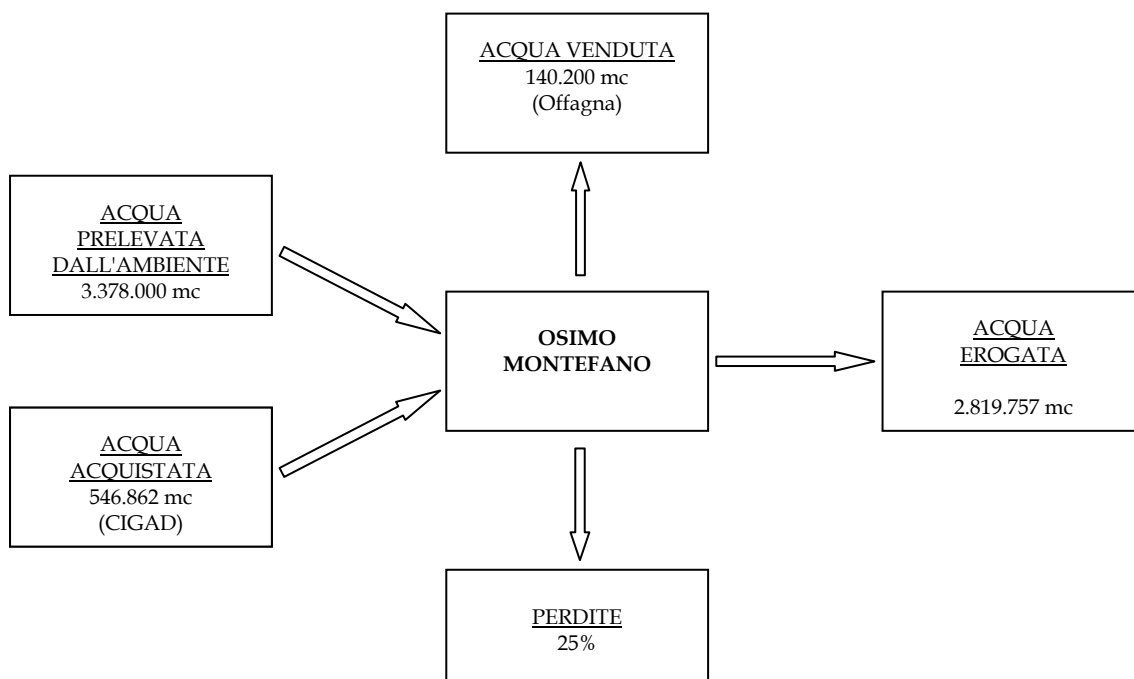 ACQUA VENDUTA
140.200 mc
(Offagna)
ACQUA
PRELEVATA
DALL'AMBIENTE
3.378.000 mc
OSIMO
MONTEFANO
ACQUA
EROGATA
2.819.757 mc
ACQUA
ACQUISTATA
546.862 mc
(CIGAD)
PERDITE
25%